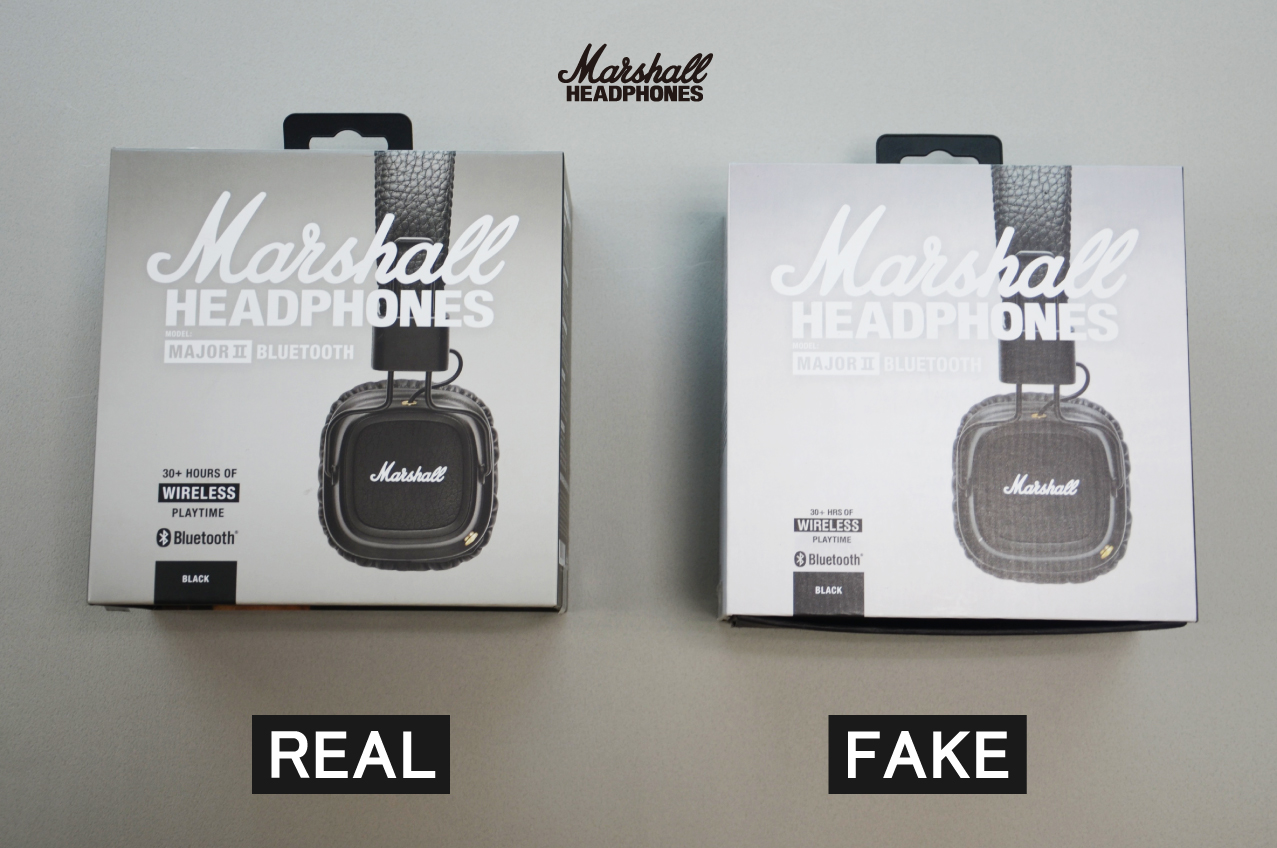 Marshall
HEADPHONES
Marshall
HEADPHONES
MODEL:
MAJOR II BLUETOOTH
Marshall
30+ HOURS OF
WIRELESS
PLAYTIME
Bluetooth®
BLACK
REAL
Marshall
HEADPHONES
MODEL:
MAJOR II BLUETOOTH
Marshall
30+ HRS OF
WIRELESS
PLAYTIME
Bluetooth®
BLACK
FAKE